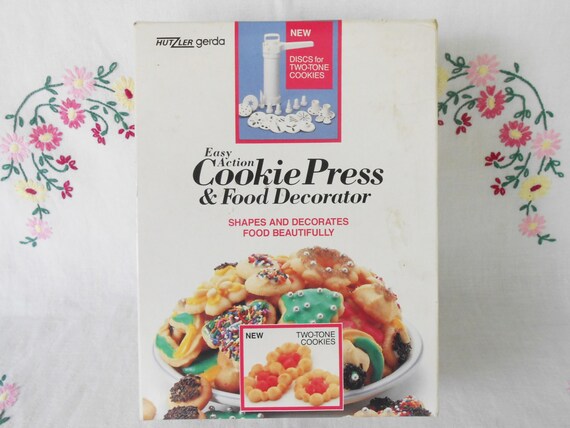 HUTZLER gerda
NEW
DISCS for
TWO-TONE
COOKIES
Easy
Action
Cookie Press
& Food Decorator
SHAPES AND DECORATES
FOOD BEAUTIFULLY
NEW
TWO-TONE
COOKIES